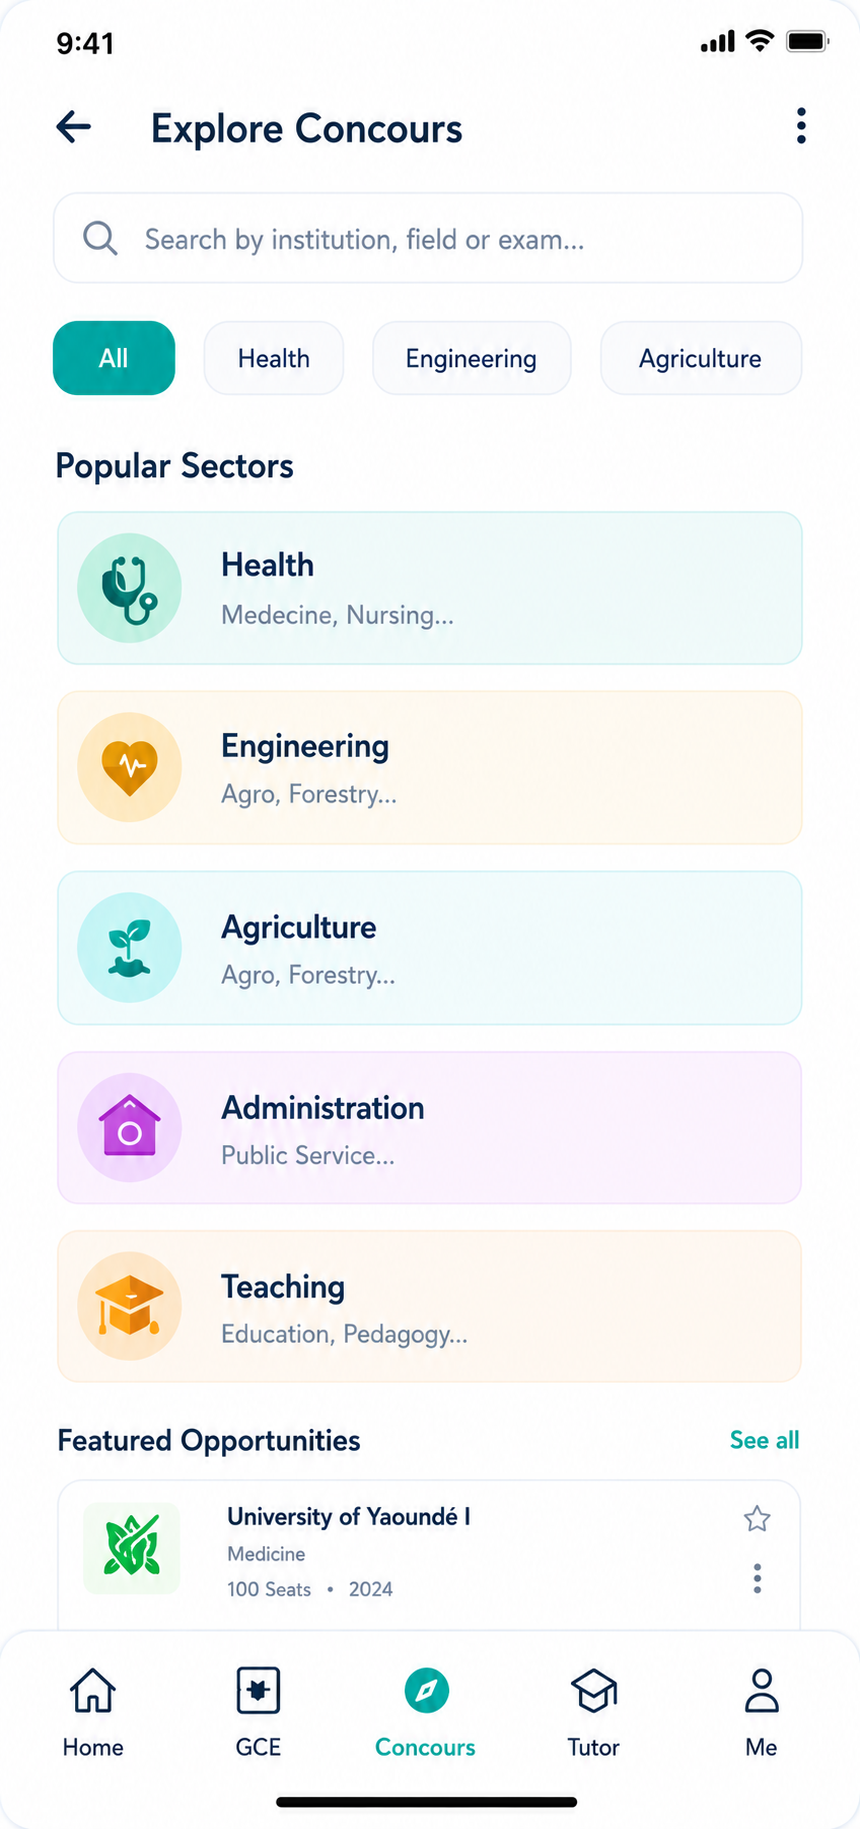 9:41
Explore Concours
Search by institution, field or exam...
All
Health
Engineering
Agriculture
Popular Sectors
Health
Medecine, Nursing...
Engineering
Agro, Forestry...
Agriculture
Agro, Forestry...
Administration
Public Service...
Teaching
Education, Pedagogy...
Featured Opportunities
See all
University of Yaoundé I
Medicine
100 Seats • 2024
Home
GCE
Concours
Tutor
Me